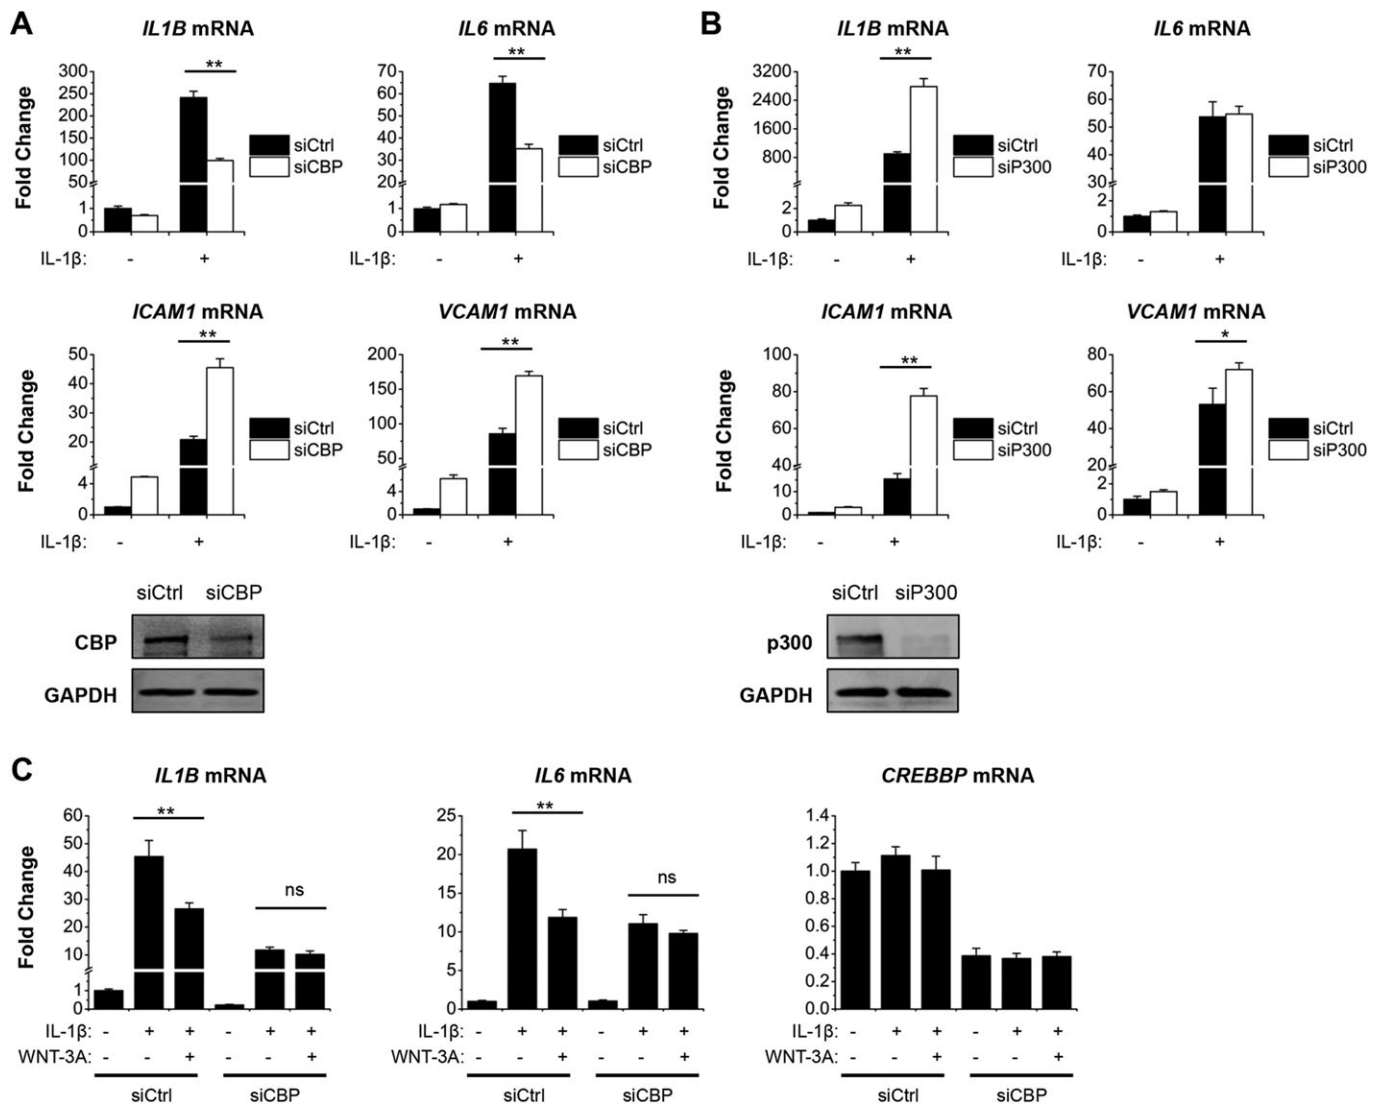 A
IL1B mRNA
**
Fold Change
300
250
200
150
100
50
1
0
siCtrl
siCBP
IL-1β: - +
IL6 mRNA
**
70
60
50
40
30
20
1
0
siCtrl
siCBP
IL-1β: - +
B
IL1B mRNA
**
Fold Change
3200
2400
1600
800
2
0
siCtrl
siP300
IL-1β: - +
IL6 mRNA
70
60
50
40
30
2
0
siCtrl
siP300
IL-1β: - +
ICAM1 mRNA
**
Fold Change
50
40
30
20
4
0
siCtrl
siCBP
IL-1β: - +
VCAM1 mRNA
**
200
150
100
50
4
0
siCtrl
siCBP
IL-1β: - +
ICAM1 mRNA
**
Fold Change
100
80
60
40
10
0
siCtrl
siP300
IL-1β: - +
VCAM1 mRNA
*
80
60
40
20
2
1
0
siCtrl
siP300
IL-1β: - +
siCtrl siCBP
CBP
GAPDH
siCtrl siP300
p300
GAPDH
C
IL1B mRNA
**
ns
Fold Change
60
50
40
30
20
10
1
0
IL-1β: - + + - + +
WNT-3A: - - + - - +
siCtrl siCBP
IL6 mRNA
**
ns
25
20
15
10
5
0
IL-1β: - + + - + +
WNT-3A: - - + - - +
siCtrl siCBP
CREBBP mRNA
1.4
1.2
1.0
0.8
0.6
0.4
0.2
0.0
IL-1β: - + + - + +
WNT-3A: - - + - - +
siCtrl siCBP